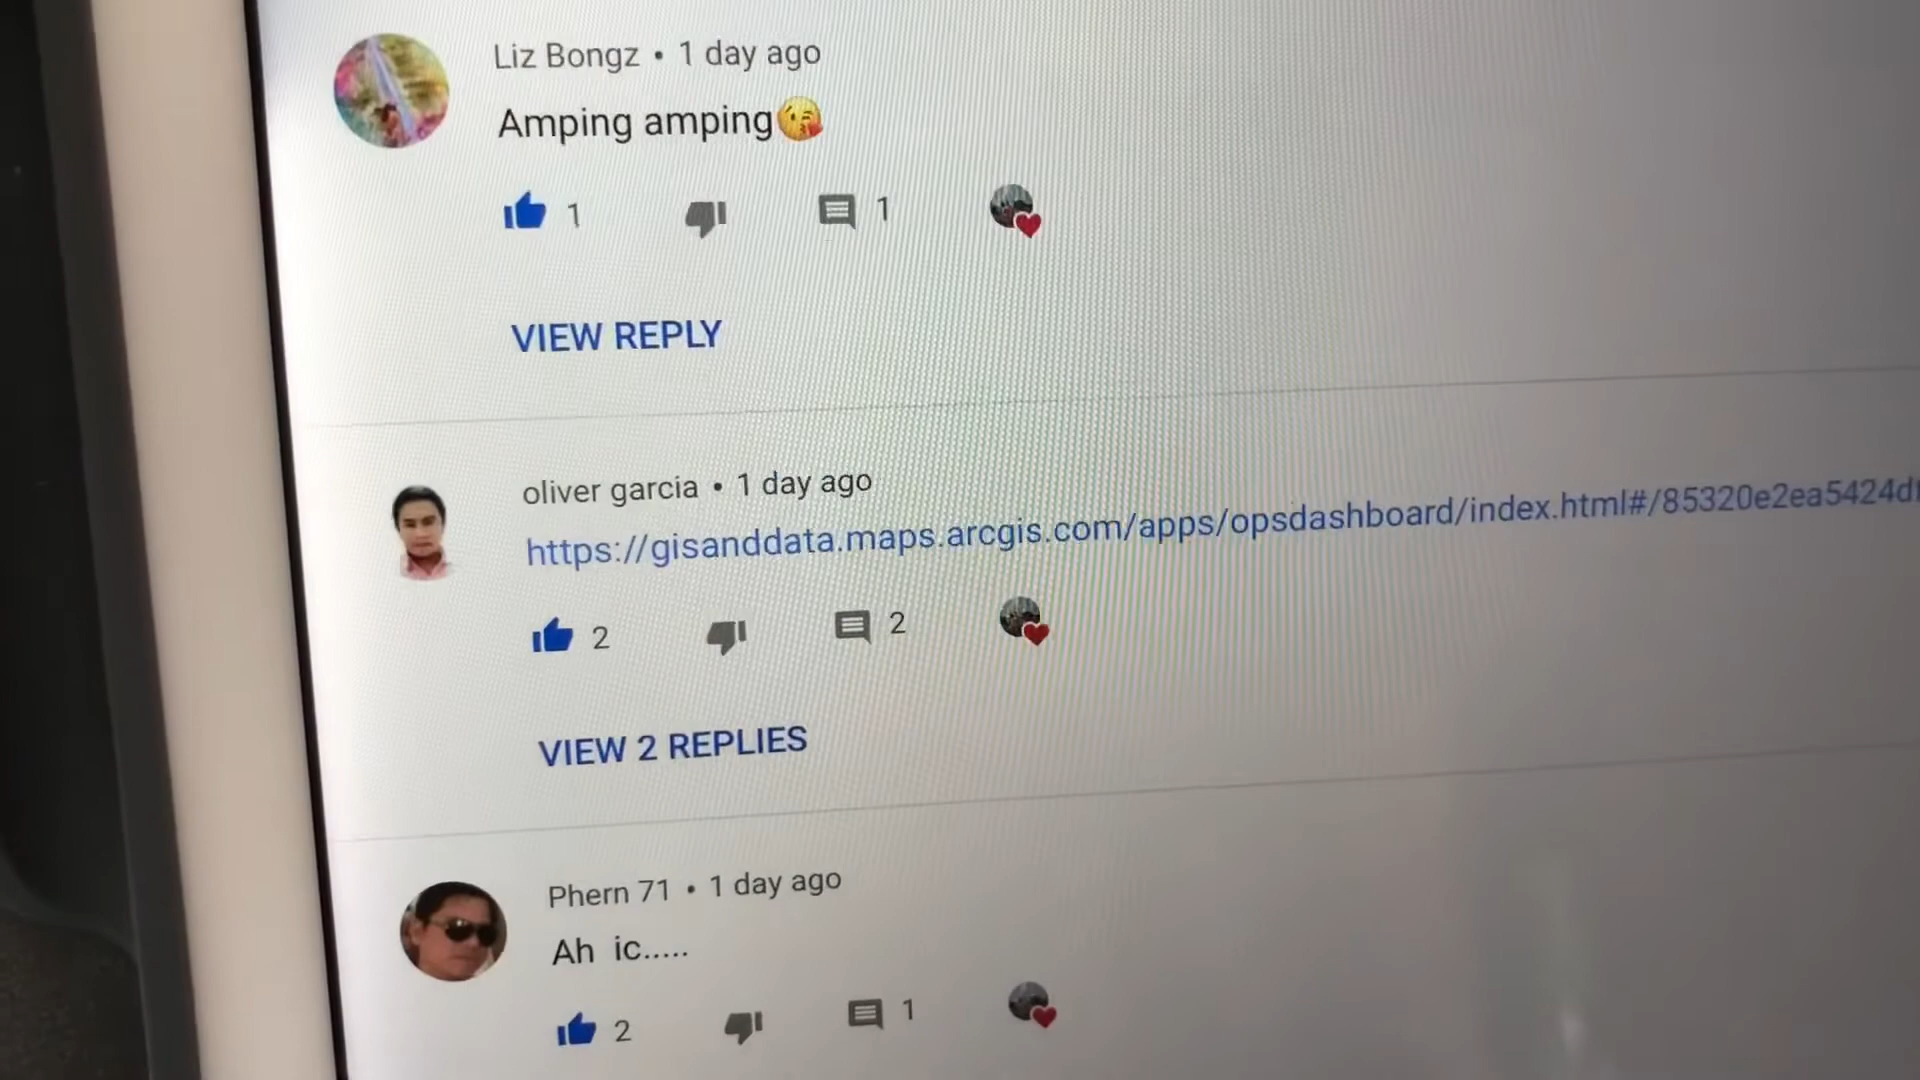 Liz Bongz • 1 day ago
Amping amping😘
1 1
VIEW REPLY
oliver garcia • 1 day ago
https://gisanddata.maps.arcgis.com/apps/opsdashboard/index.html#/85320e2ea5424d
2 2
VIEW 2 REPLIES
Phern 71 • 1 day ago
Ah ic.....
2 1